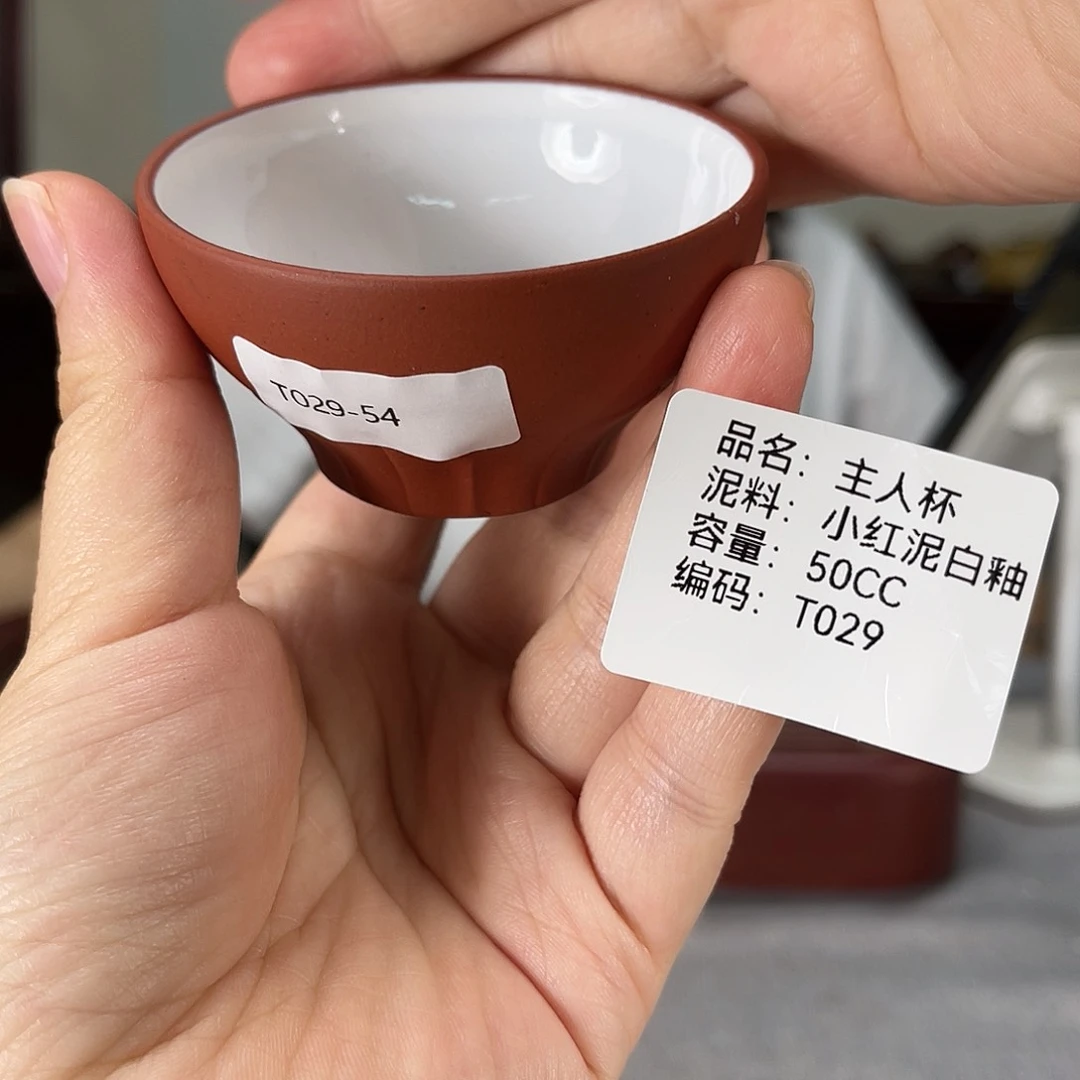 T029-54
品名： 主人杯
泥料： 小红泥白釉
容量： 50CC
编码： T029